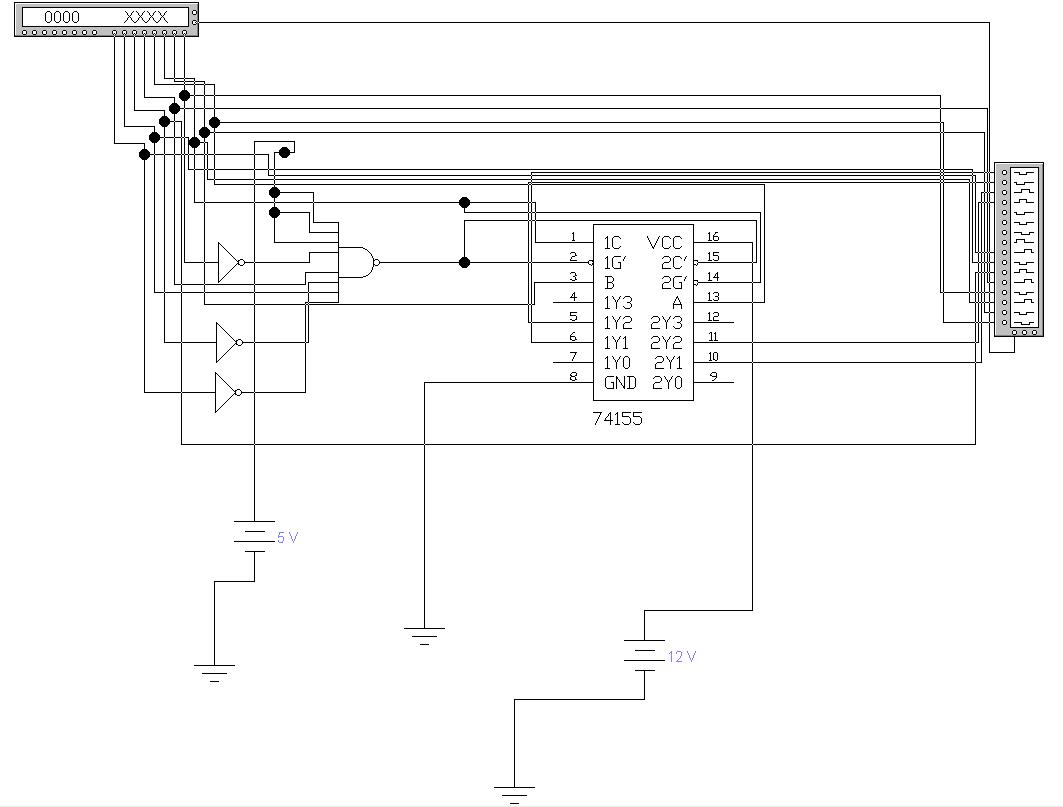 0000 XXXX
1 1C VCC 16
2 1G' 2C' 15
3 B 2G' 14
4 1Y3 A 13
5 1Y2 2Y3 12
6 1Y1 2Y2 11
7 1Y0 2Y1 10
8 GND 2Y0 9
74155
5 V
12 V